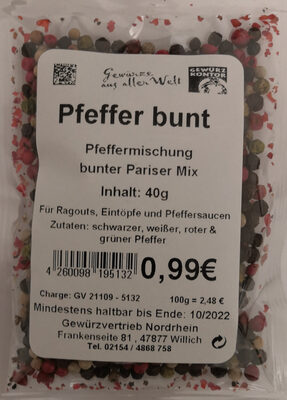 Gewürze
aus aller Welt
GEWÜRZ
KONTOR
Pfeffer bunt
Pfeffermischung
bunter Pariser Mix
Inhalt: 40g
Für Ragouts, Eintöpfe und Pfeffersaucen
Zutaten: schwarzer, weißer, roter &
grüner Pfeffer
4 260098 195132
0,99€
Charge: GV 21109 - 5132
100g = 2,48 €
Mindestens haltbar bis Ende: 10/2022
Gewürzvertrieb Nordrhein
Frankenseite 81 , 47877 Willich
Tel. 02154 / 4868 758